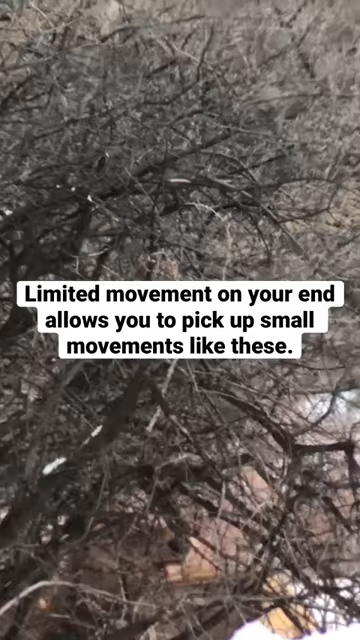 Limited movement on your end
allows you to pick up small
movements like these.